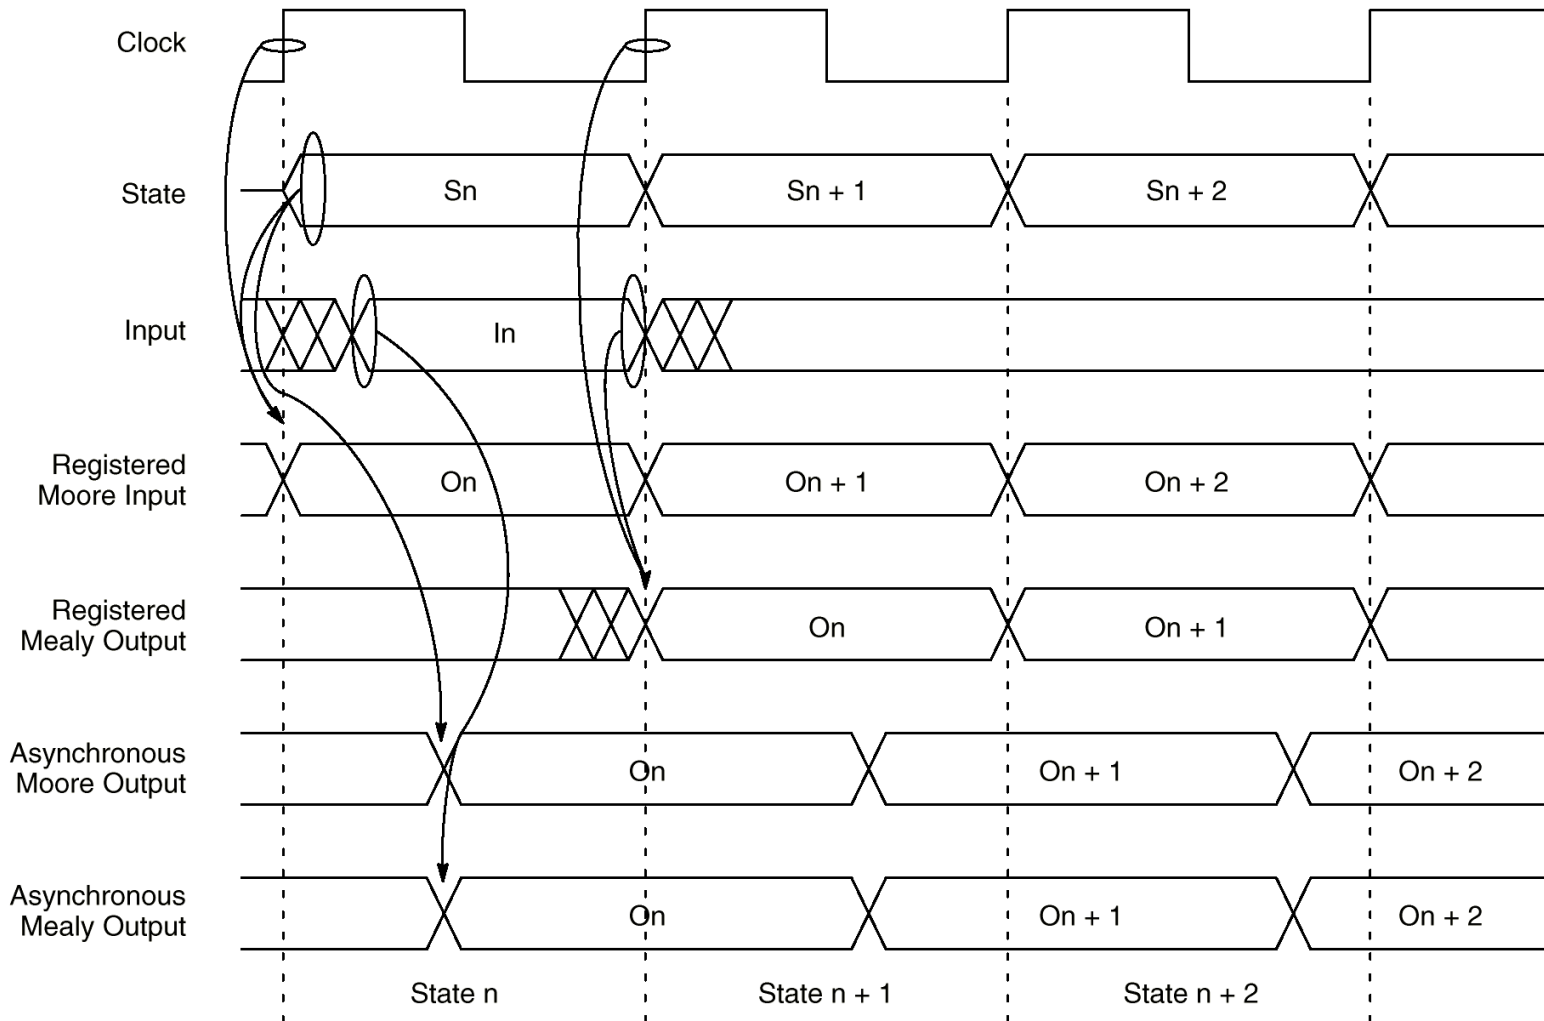 Clock
State
Sn
Sn + 1
Sn + 2
Input
In
Registered
Moore Input
On
On + 1
On + 2
Registered
Mealy Output
On
On + 1
Asynchronous
Moore Output
On
On + 1
On + 2
Asynchronous
Mealy Output
On
On + 1
On + 2
State n
State n + 1
State n + 2